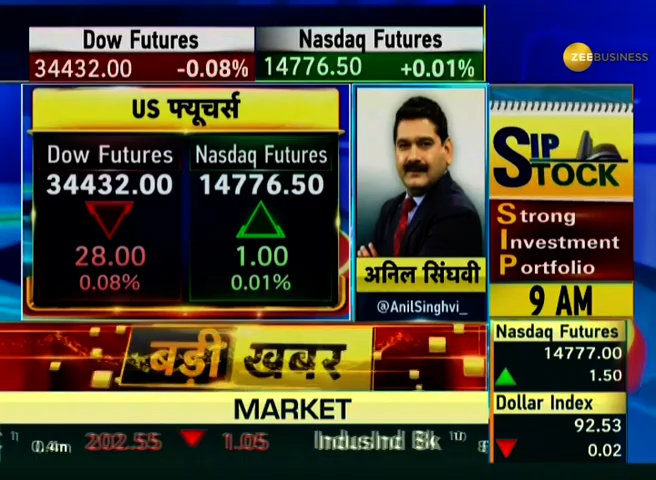 Dow Futures
34432.00 -0.08%
Nasdaq Futures
14776.50 +0.01%
ZEEBUSINESS
US फ्यूचर्स
Dow Futures
34432.00
28.00
0.08%
Nasdaq Futures
14776.50
1.00
0.01%
अनिल सिंघवी
@AnilSinghvi_
SIP
STOCK
Strong
Investment
Portfolio
9 AM
Nasdaq Futures
14777.00
1.50
Dollar Index
92.53
0.02
बड़ी खबर
MARKET
202.55 1.05 IndusInd Bk